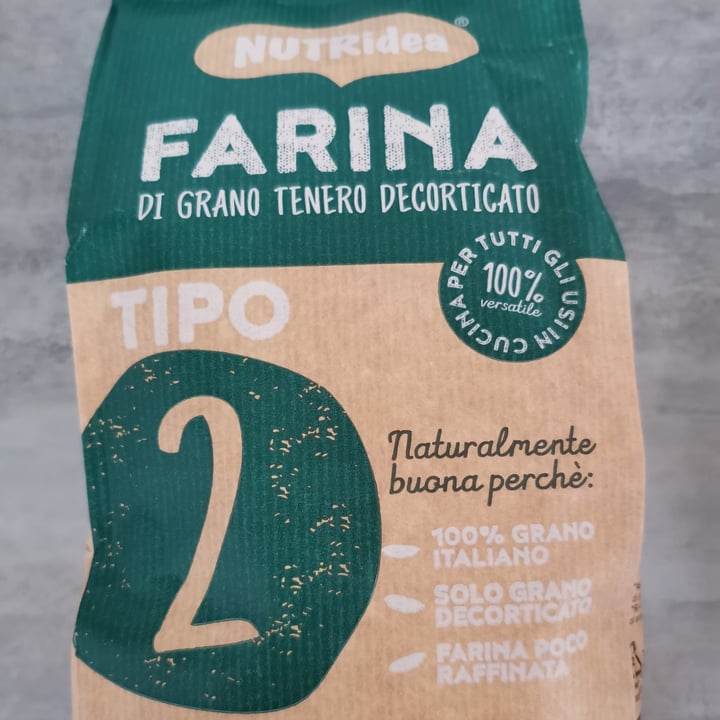 NUTRidea®
FARINA
DI GRANO TENERO DECORTICATO
PER TUTTI GLI USI IN CUCINA
100%
versatile
TIPO
2
Naturalmente
buona perchè:
100% GRANO
ITALIANO
SOLO GRANO
DECORTICATO
FARINA POCO
RAFFINATA